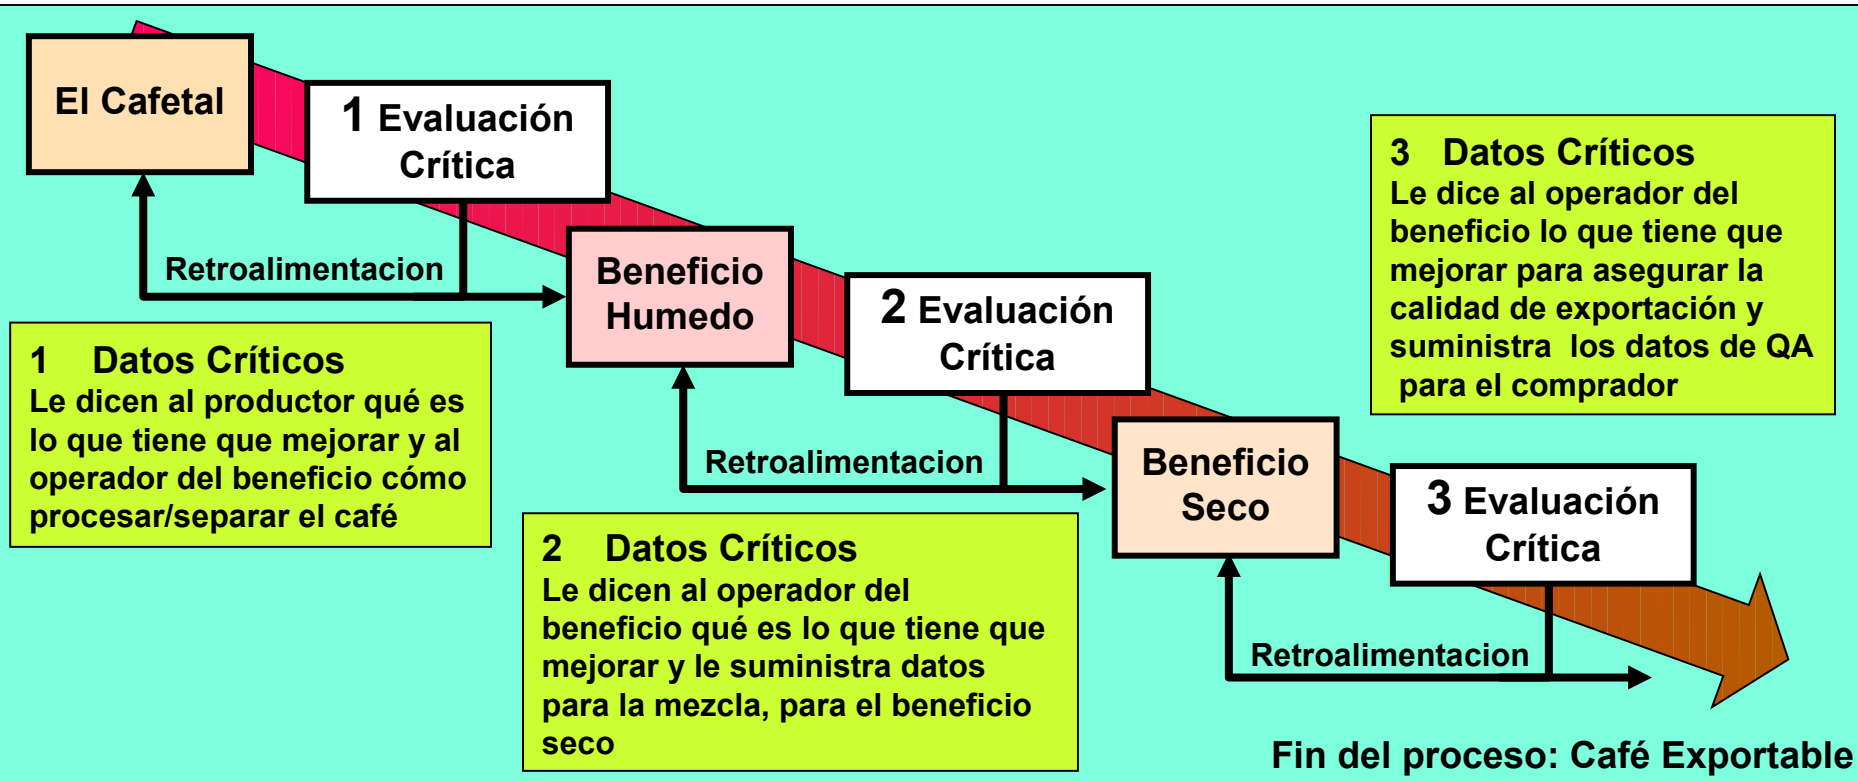 El Cafetal
1 Evaluación
Crítica
Retroalimentacion
1 Datos Críticos
Le dicen al productor qué es
lo que tiene que mejorar y al
operador del beneficio cómo
procesar/separar el café
Beneficio
Humedo
2 Evaluación
Crítica
Retroalimentacion
2 Datos Críticos
Le dicen al operador del
beneficio qué es lo que tiene que
mejorar y le suministra datos
para la mezcla, para el beneficio
seco
Beneficio
Seco
3 Evaluación
Crítica
Retroalimentacion
3 Datos Críticos
Le dice al operador del
beneficio lo que tiene que
mejorar para asegurar la
calidad de exportación y
suministra los datos de QA
para el comprador
Fin del proceso: Café Exportable